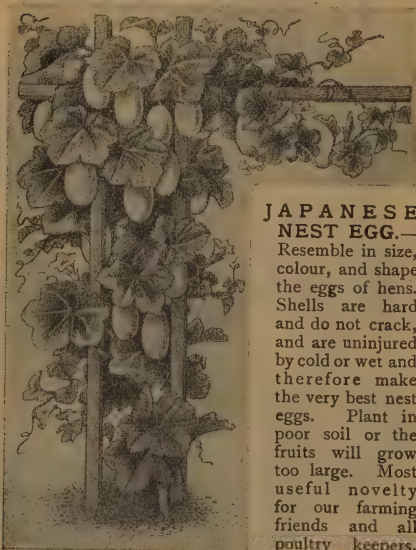 JAPANESE
NEST EGG.—
Resemble in size,
colour, and shape
the eggs of hens.
Shells are hard
and do not crack,
and are uninjured
by cold or wet and
therefore make
the very best nest
eggs. Plant in
poor soil or the
fruits will grow
too large. Most
useful novelty
for our farming
friends and all
poultry keepers.